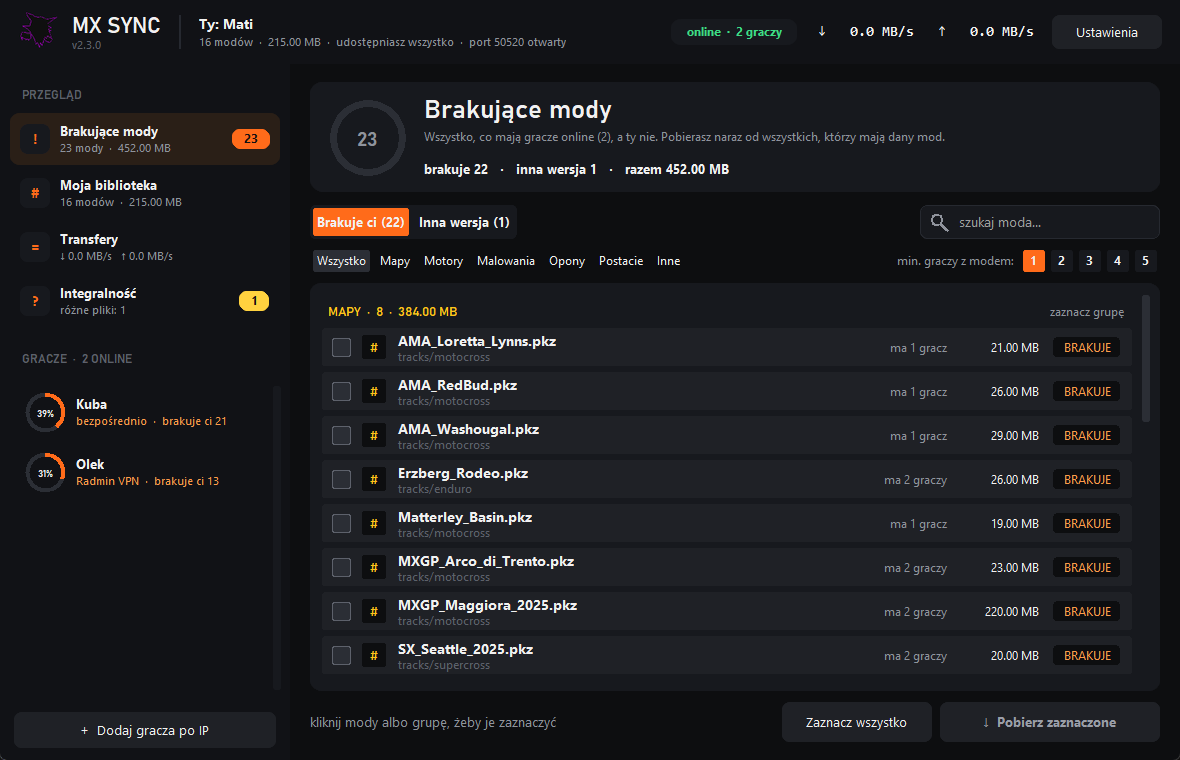 MX SYNC
v2.3.0
Ty: Mati
16 modów · 215.00 MB · udostępniasz wszystko · port 50520 otwarty
online · 2 graczy
↓ 0.0 MB/s ↑ 0.0 MB/s
Ustawienia
PRZEGLĄD
! Brakujące mody 23
23 mody · 452.00 MB
# Moja biblioteka
16 modów · 215.00 MB
= Transfery
↓ 0.0 MB/s ↑ 0.0 MB/s
? Integralność 1
różne pliki: 1
GRACZE · 2 ONLINE
39% Kuba
bezpośrednio · brakuje ci 21
31% Olek
Radmin VPN · brakuje ci 13
+ Dodaj gracza po IP
23
Brakujące mody
Wszystko, co mają gracze online (2), a ty nie. Pobierasz naraz od wszystkich, którzy mają dany mod.
brakuje 22 · inna wersja 1 · razem 452.00 MB
Brakuje ci (22) Inna wersja (1)
szukaj moda...
Wszystko Mapy Motory Malowania Opony Postacie Inne
min. graczy z modem: 1 2 3 4 5
MAPY · 8 · 384.00 MB zaznacz grupę
# AMA_Loretta_Lynns.pkz ma 1 gracz 21.00 MB BRAKUJE
tracks/motocross
# AMA_RedBud.pkz ma 1 gracz 26.00 MB BRAKUJE
tracks/motocross
# AMA_Washougal.pkz ma 1 gracz 29.00 MB BRAKUJE
tracks/motocross
# Erzberg_Rodeo.pkz ma 2 graczy 26.00 MB BRAKUJE
tracks/enduro
# Matterley_Basin.pkz ma 1 gracz 19.00 MB BRAKUJE
tracks/motocross
# MXGP_Arco_di_Trento.pkz ma 2 graczy 23.00 MB BRAKUJE
tracks/motocross
# MXGP_Maggiora_2025.pkz ma 2 graczy 220.00 MB BRAKUJE
tracks/motocross
# SX_Seattle_2025.pkz ma 2 graczy 20.00 MB BRAKUJE
tracks/supercross
kliknij mody albo grupę, żeby je zaznaczyć
Zaznacz wszystko
↓ Pobierz zaznaczone